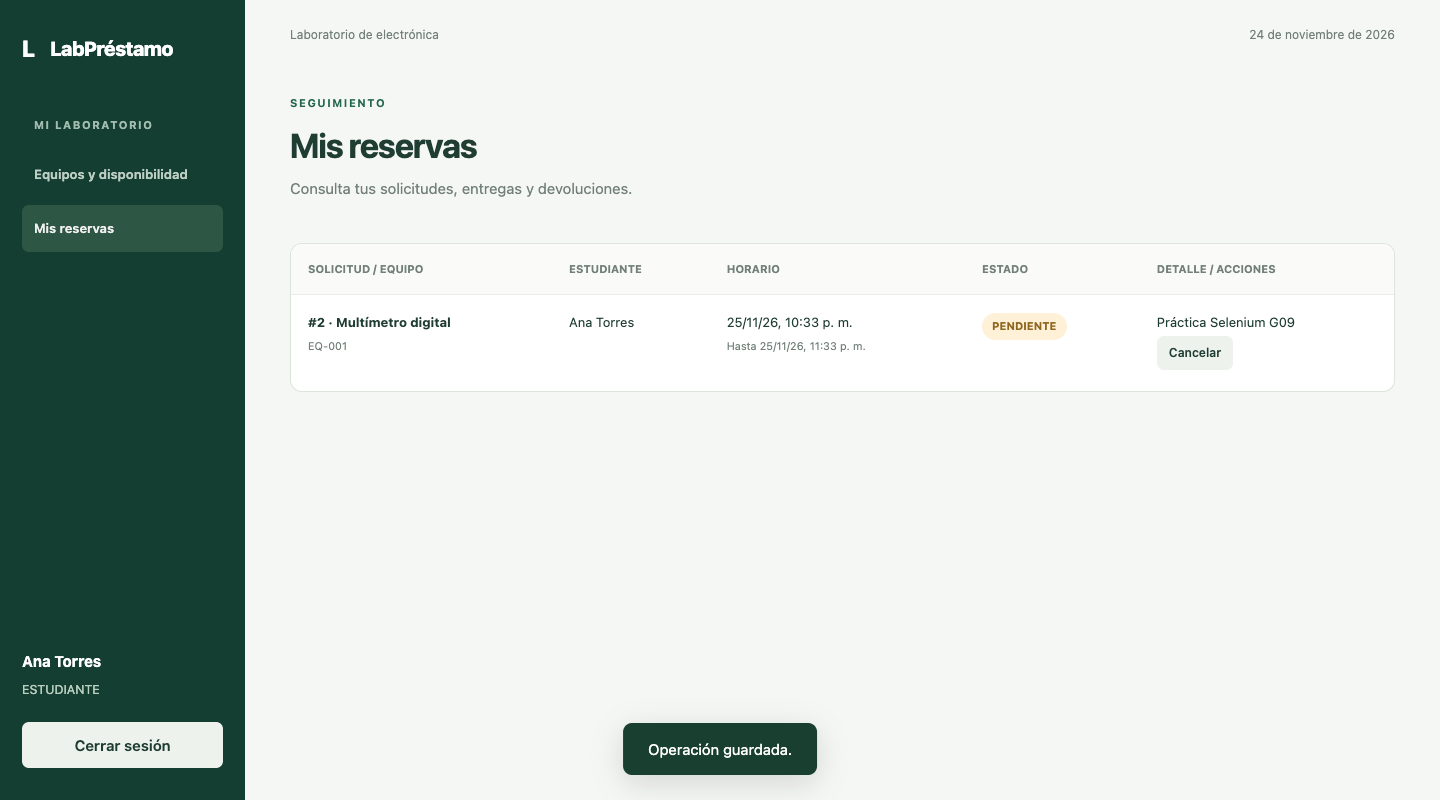 L LabPréstamo
MI LABORATORIO
Equipos y disponibilidad
Mis reservas
Ana Torres
ESTUDIANTE
Cerrar sesión
Laboratorio de electrónica
24 de noviembre de 2026
SEGUIMIENTO
Mis reservas
Consulta tus solicitudes, entregas y devoluciones.
SOLICITUD / EQUIPO ESTUDIANTE HORARIO ESTADO DETALLE / ACCIONES
#2 · Multímetro digital Ana Torres 25/11/26, 10:33 p. m. PENDIENTE Práctica Selenium G09
EQ-001 Hasta 25/11/26, 11:33 p. m. Cancelar
Operación guardada.